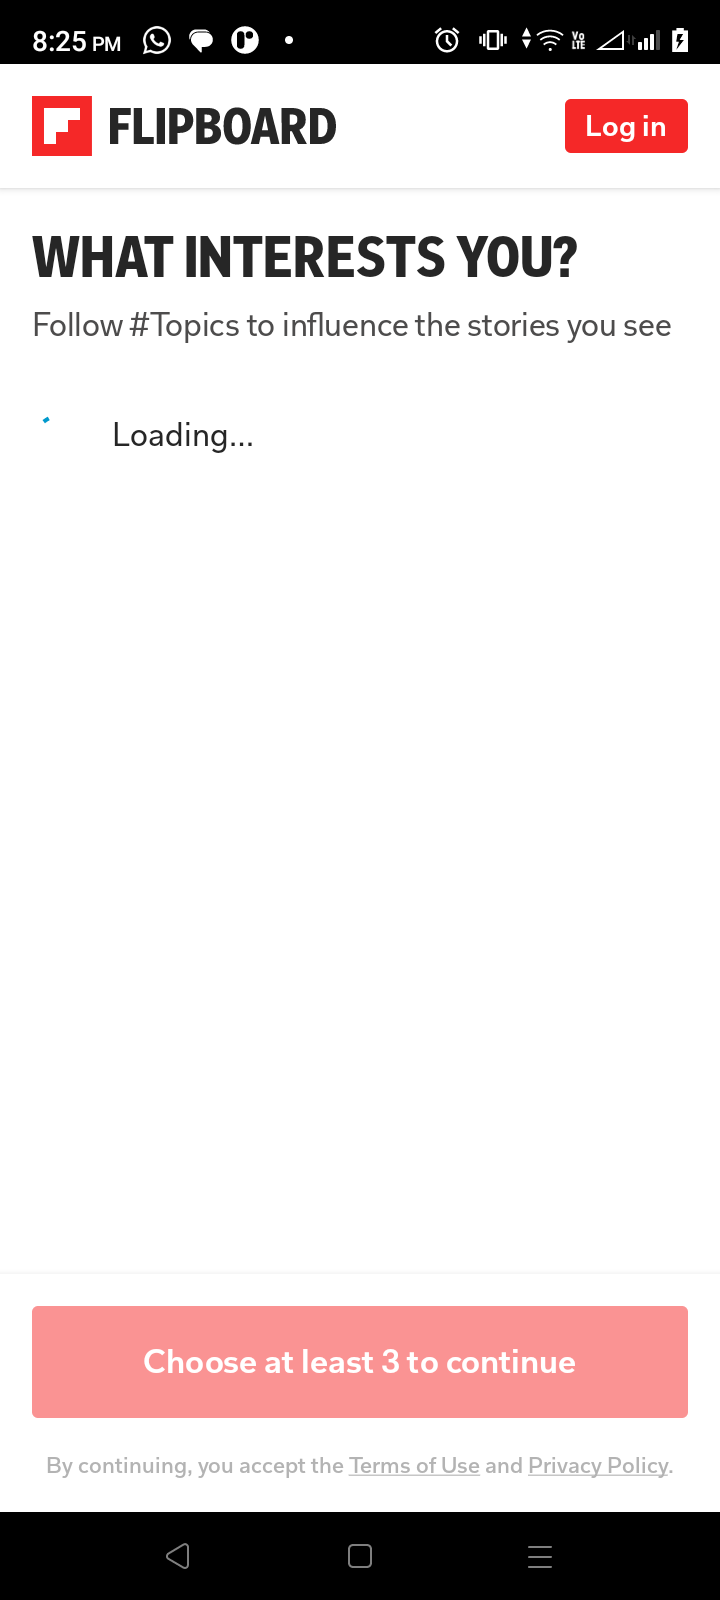 8:25 PM
VO LTE
FLIPBOARD
Log in
WHAT INTERESTS YOU?
Follow #Topics to influence the stories you see
Loading...
Choose at least 3 to continue
By continuing, you accept the Terms of Use and Privacy Policy.